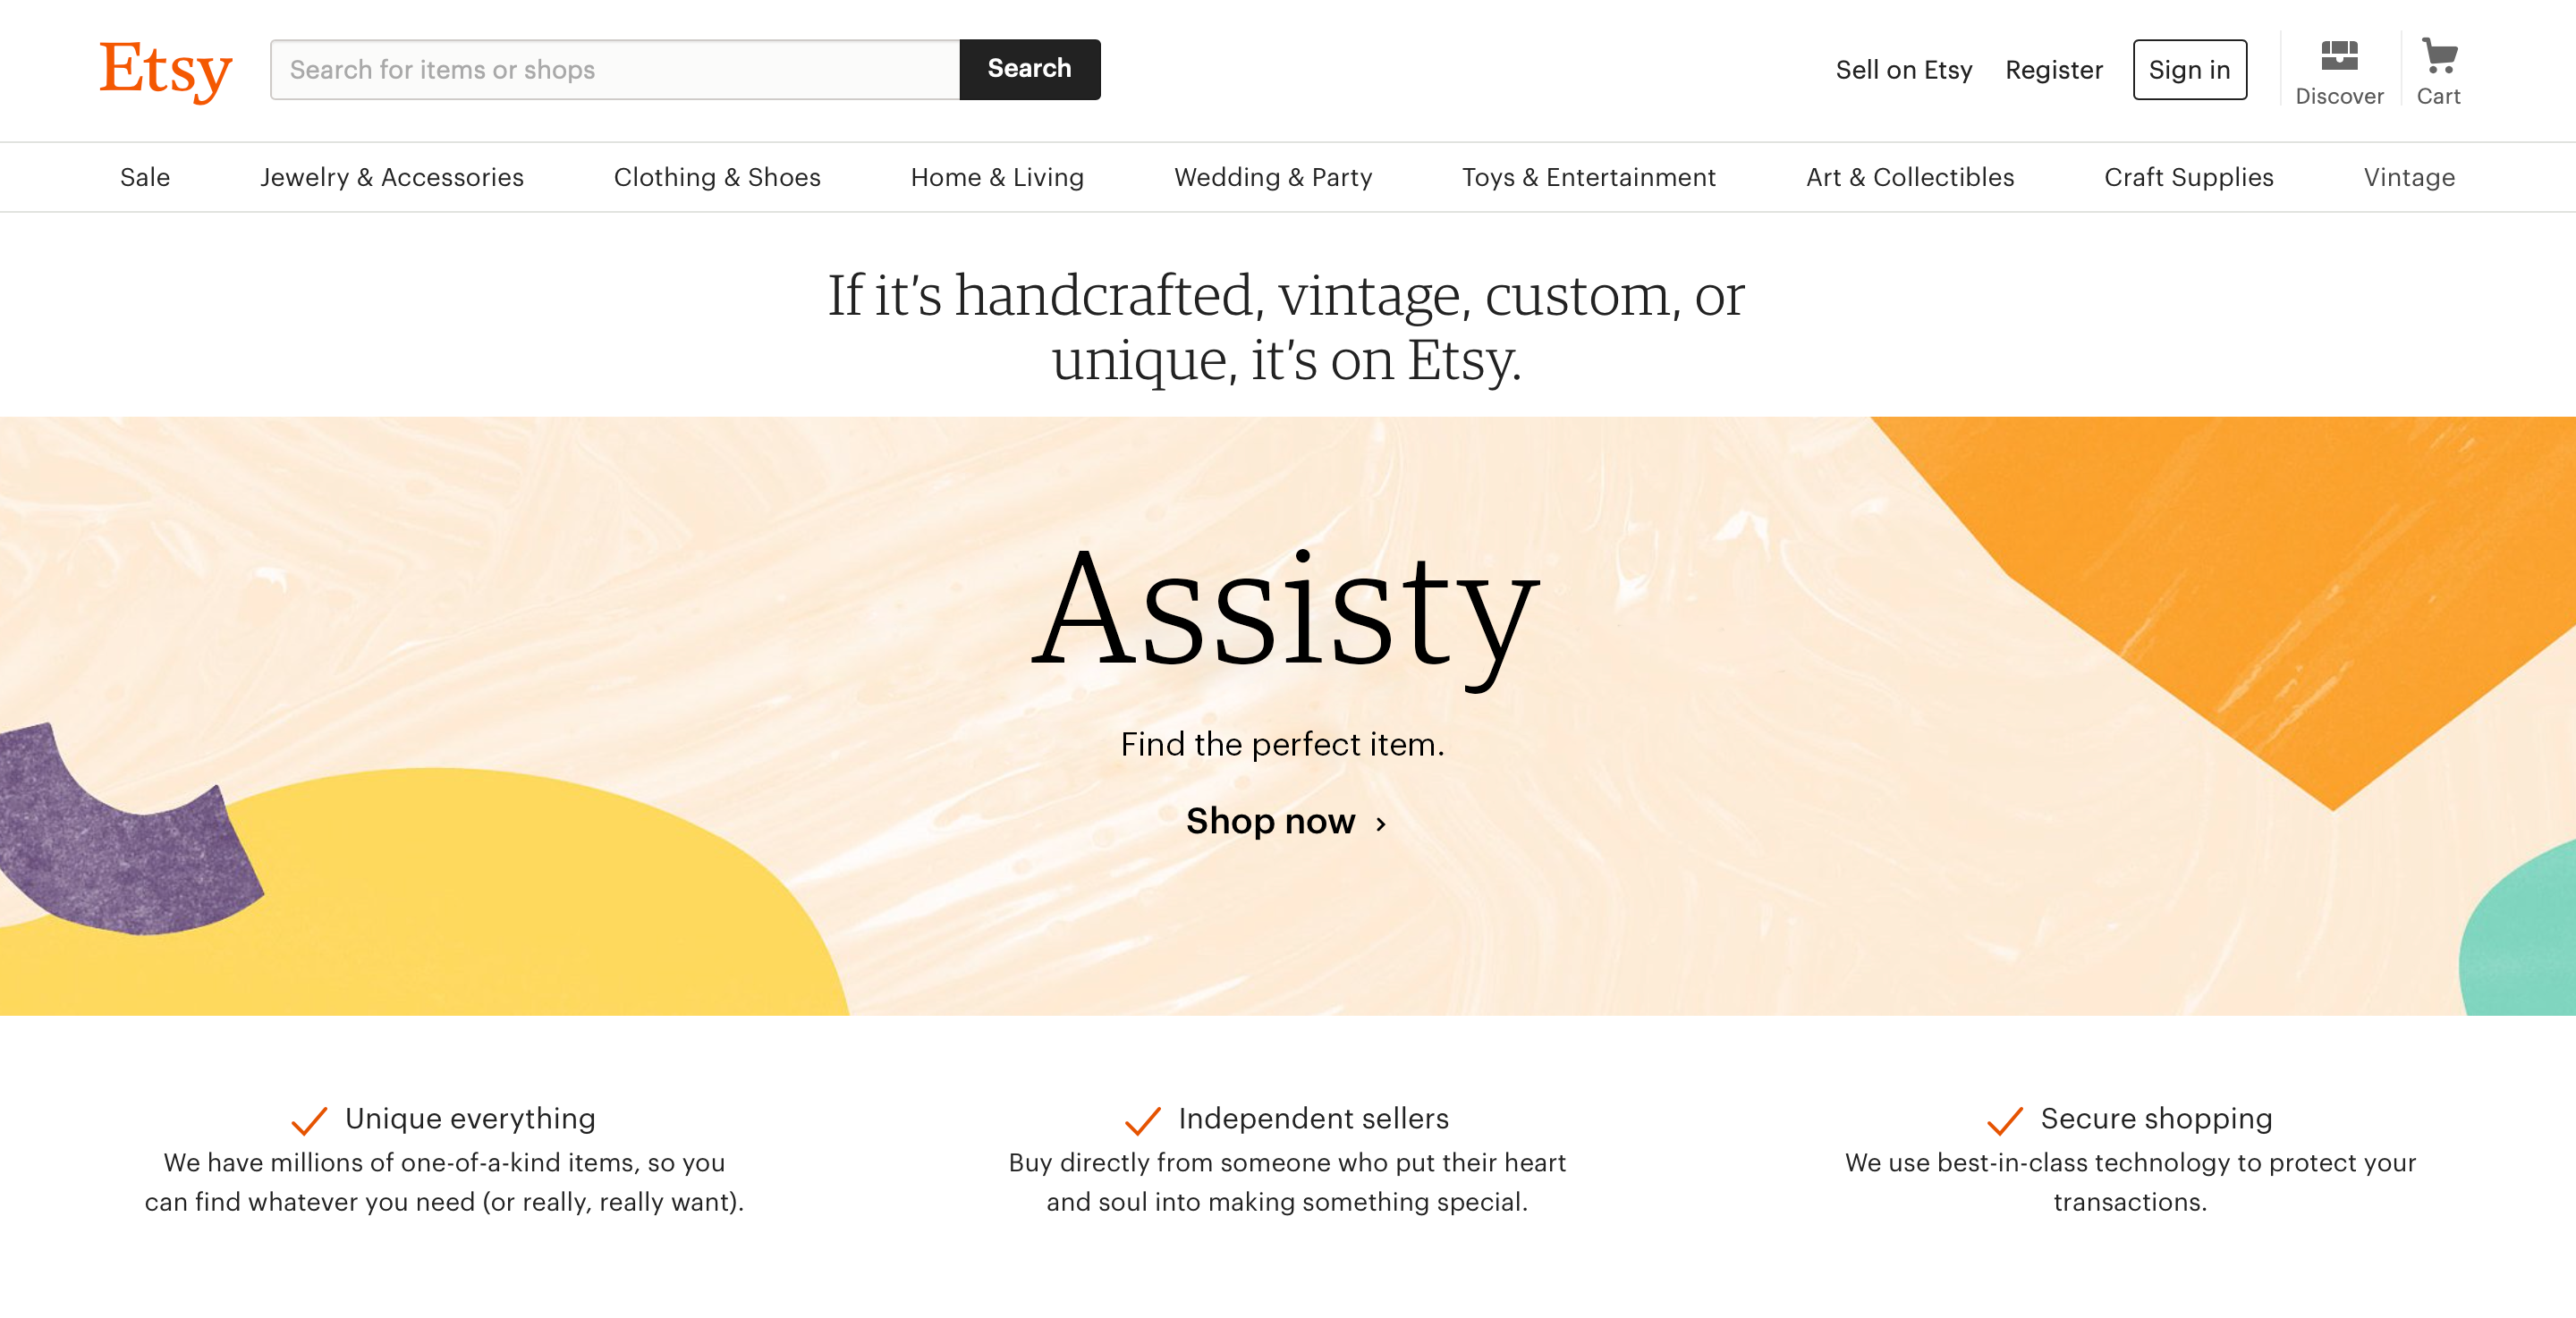 Etsy
Search for items or shops
Search
Sell on Etsy
Register
Sign in
Discover
Cart
Sale
Jewelry & Accessories
Clothing & Shoes
Home & Living
Wedding & Party
Toys & Entertainment
Art & Collectibles
Craft Supplies
Vintage
If it’s handcrafted, vintage, custom, or
unique, it’s on Etsy.
Assisty
Find the perfect item.
Shop now
Unique everything
We have millions of one-of-a-kind items, so you
can find whatever you need (or really, really want).
Independent sellers
Buy directly from someone who put their heart
and soul into making something special.
Secure shopping
We use best-in-class technology to protect your
transactions.